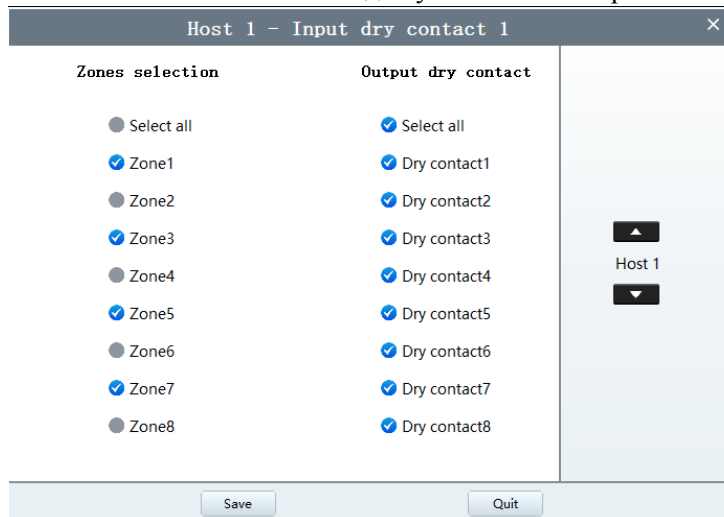 Host 1 - Input dry contact 1
Zones selection
Output dry contact
Select all
Select all
Zone1
Dry contact1
Zone2
Dry contact2
Zone3
Dry contact3
Zone4
Dry contact4
Zone5
Dry contact5
Zone6
Dry contact6
Zone7
Dry contact7
Zone8
Dry contact8
Host 1
Save
Quit